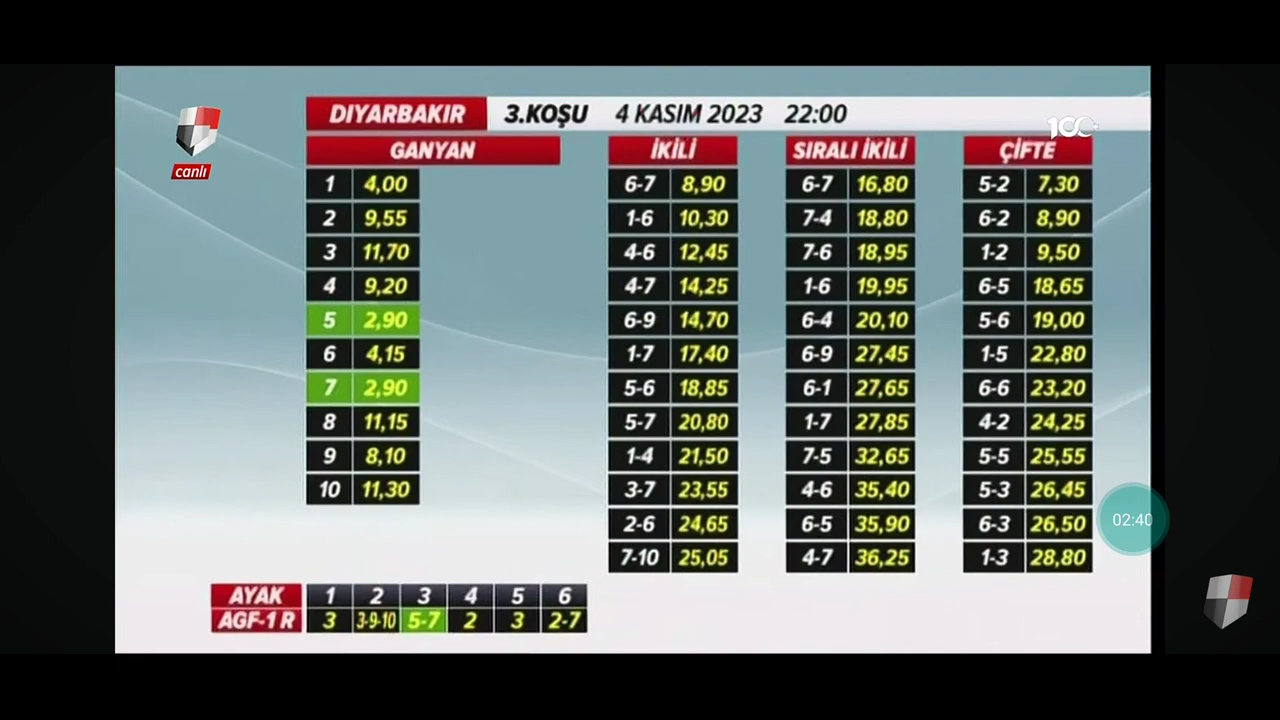 DIYARBAKIR 3.KOŞU 4 KASIM 2023 22:00
100
canlı
GANYAN İKİLİ SIRALI İKİLİ ÇİFTE
1 4,00 6-7 8,90 6-7 16,80 5-2 7,30
2 9,55 1-6 10,30 7-4 18,80 6-2 8,90
3 11,70 4-6 12,45 7-6 18,95 1-2 9,50
4 9,20 4-7 14,25 1-6 19,95 6-5 18,65
5 2,90 6-9 14,70 6-4 20,10 5-6 19,00
6 4,15 1-7 17,40 6-9 27,45 1-5 22,80
7 2,90 5-6 18,85 6-1 27,65 6-6 23,20
8 11,15 5-7 20,80 1-7 27,85 4-2 24,25
9 8,10 1-4 21,50 7-5 32,65 5-5 25,55
10 11,30 3-7 23,55 4-6 35,40 5-3 26,45
2-6 24,65 6-5 35,90 6-3 26,50
7-10 25,05 4-7 36,25 1-3 28,80
02:40
AYAK 1 2 3 4 5 6
AGF-1 R 3 3-9-10 5-7 2 3 2-7